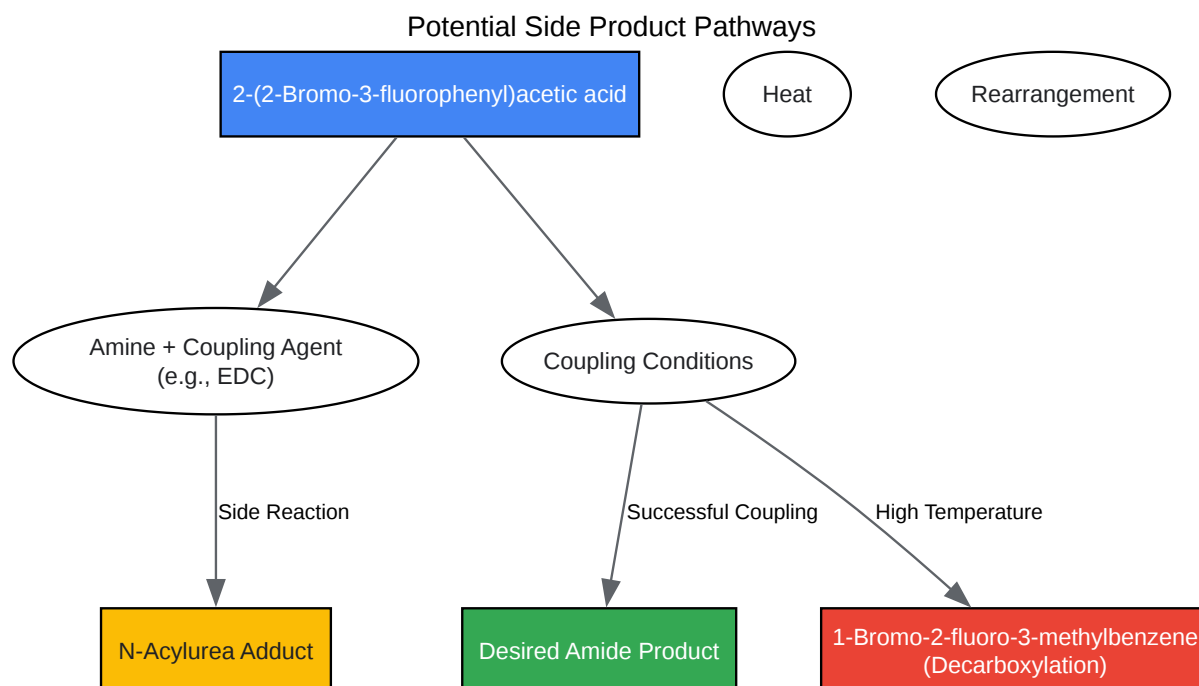 Potential Side Product Pathways
2-(2-Bromo-3-fluorophenyl)acetic acid
Heat
Rearrangement
Amine + Coupling Agent
(e.g., EDC)
Coupling Conditions
Side Reaction
Successful Coupling
High Temperature
N-Acylurea Adduct
Desired Amide Product
1-Bromo-2-fluoro-3-methylbenzene
(Decarboxylation)